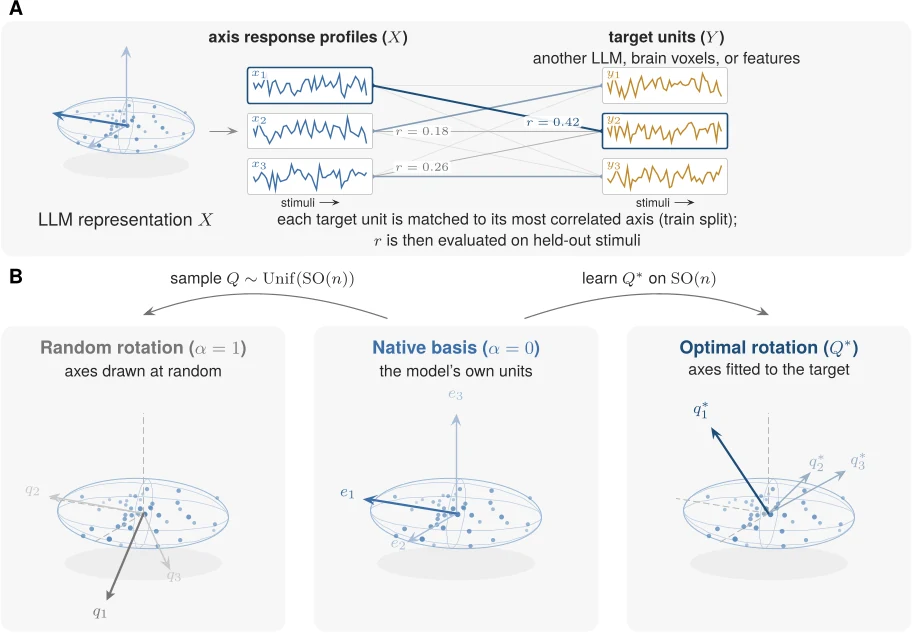 A
axis response profiles (X)
target units (Y)
another LLM, brain voxels, or features
x₁
y₁
r = 0.42
x₂
r = 0.18
y₂
x₃
r = 0.26
y₃
stimuli →
stimuli →
LLM representation X
each target unit is matched to its most correlated axis (train split);
r is then evaluated on held-out stimuli
B
sample Q ∼ Unif(SO(n))
learn Q* on SO(n)
Random rotation (α = 1)
axes drawn at random
q₂
q₃
q₁
Native basis (α = 0)
the model's own units
e₃
e₁
e₂
Optimal rotation (Q*)
axes fitted to the target
q₁*
q₂*
q₃*